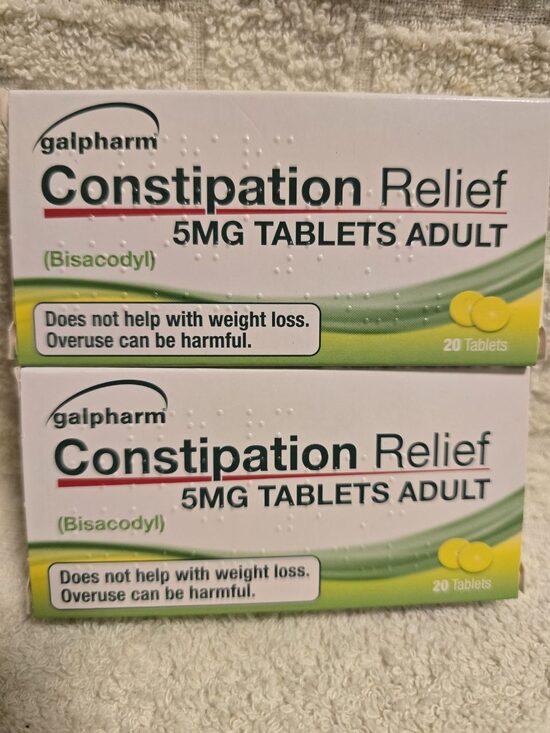 galpharm
Constipation Relief
5MG TABLETS ADULT
(Bisacodyl)
Does not help with weight loss.
Overuse can be harmful.
20 Tablets
galpharm
Constipation Relief
5MG TABLETS ADULT
(Bisacodyl)
Does not help with weight loss.
Overuse can be harmful.
20 Tablets